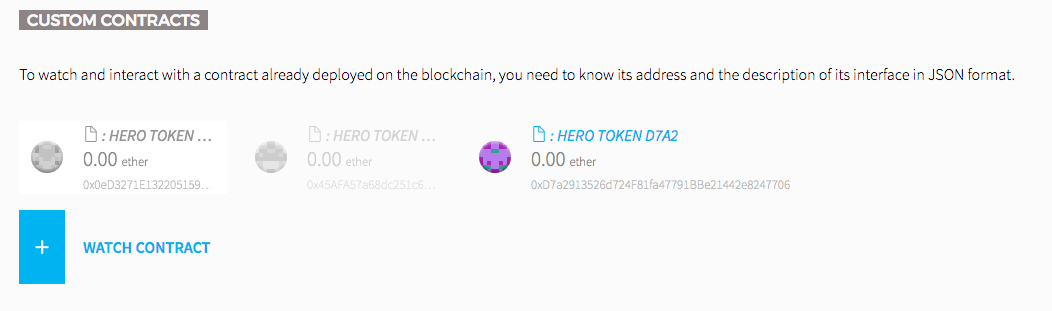 CUSTOM CONTRACTS
To watch and interact with a contract already deployed on the blockchain, you need to know its address and the description of its interface in JSON format.
: HERO TOKEN ...
0.00 ether
0x0eD3271E132205159...
: HERO TOKEN ...
0.00 ether
0x45AFA57a68dc251c6...
: HERO TOKEN D7A2
0.00 ether
0xD7a2913526d724F81fa47791BBe21442e8247706
+ WATCH CONTRACT